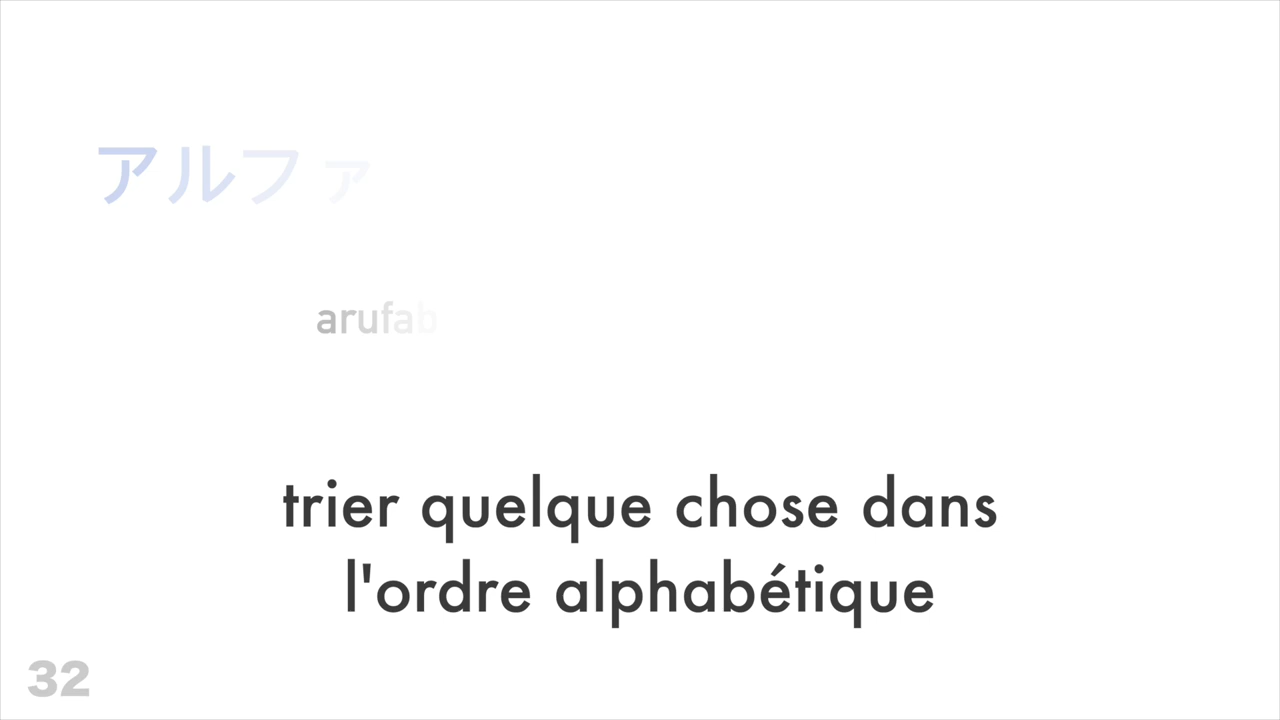 アルファ
arufab
trier quelque chose dans
l'ordre alphabétique
32